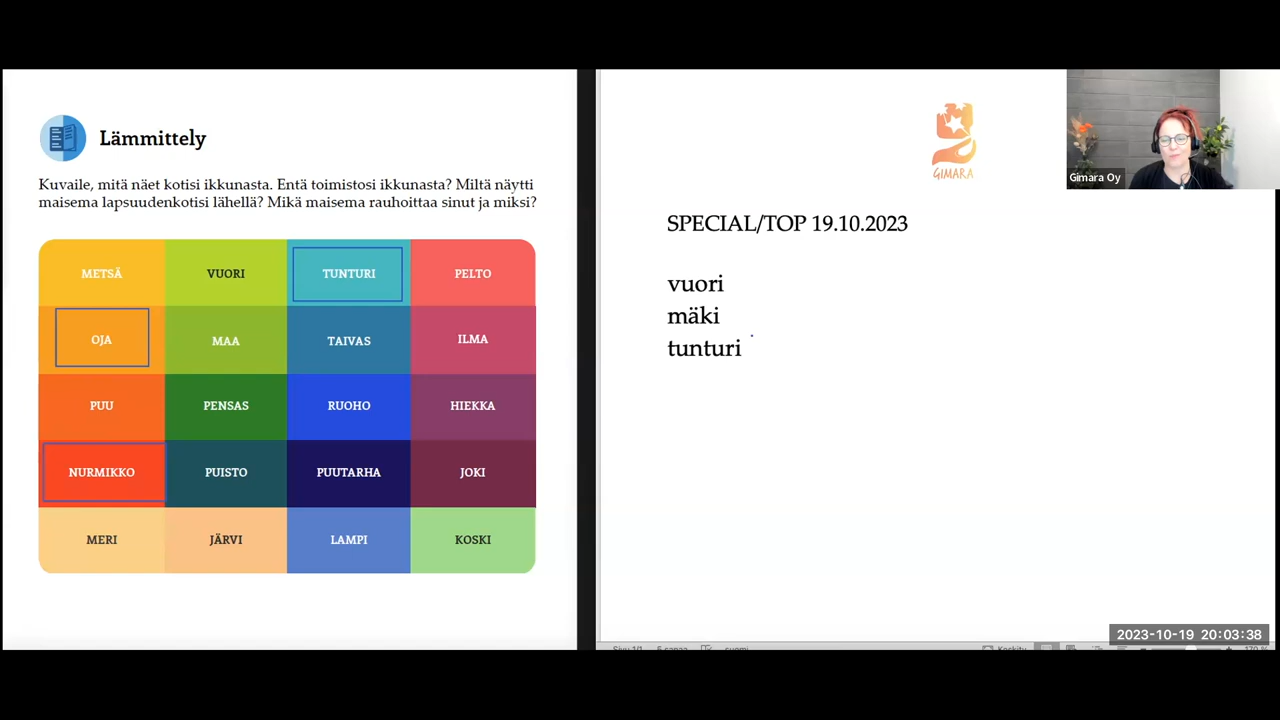 Lämmittely
Kuvaile, mitä näet kotisi ikkunasta. Entä toimistosi ikkunasta? Miltä näytti
maisema lapsuudenkotisi lähellä? Mikä maisema rauhoittaa sinut ja miksi?
METSÄ VUORI TUNTURI PELTO
OJA MAA TAIVAS ILMA
PUU PENSAS RUOHO HIEKKA
NURMIKKO PUISTO PUUTARHA JOKI
MERI JÄRVI LAMPI KOSKI
GIMARA
SPECIAL/TOP 19.10.2023
vuori
mäki
tunturi
Gimara Oy
2023-10-19 20:03:38